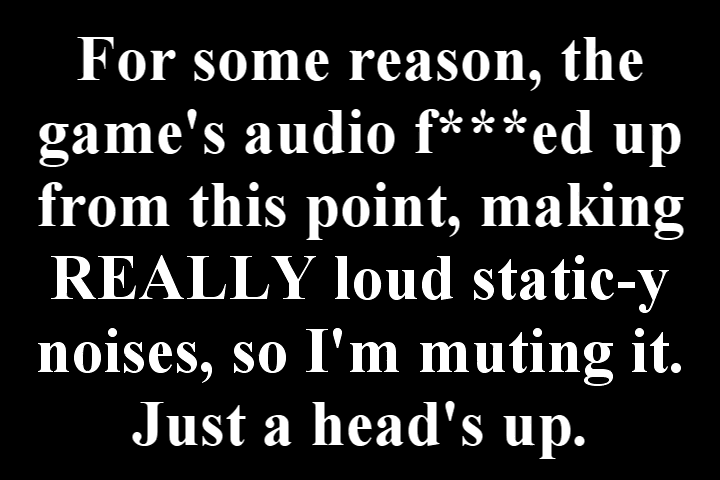 For some reason, the
game's audio f***ed up
from this point, making
REALLY loud static-y
noises, so I'm muting it.
Just a head's up.